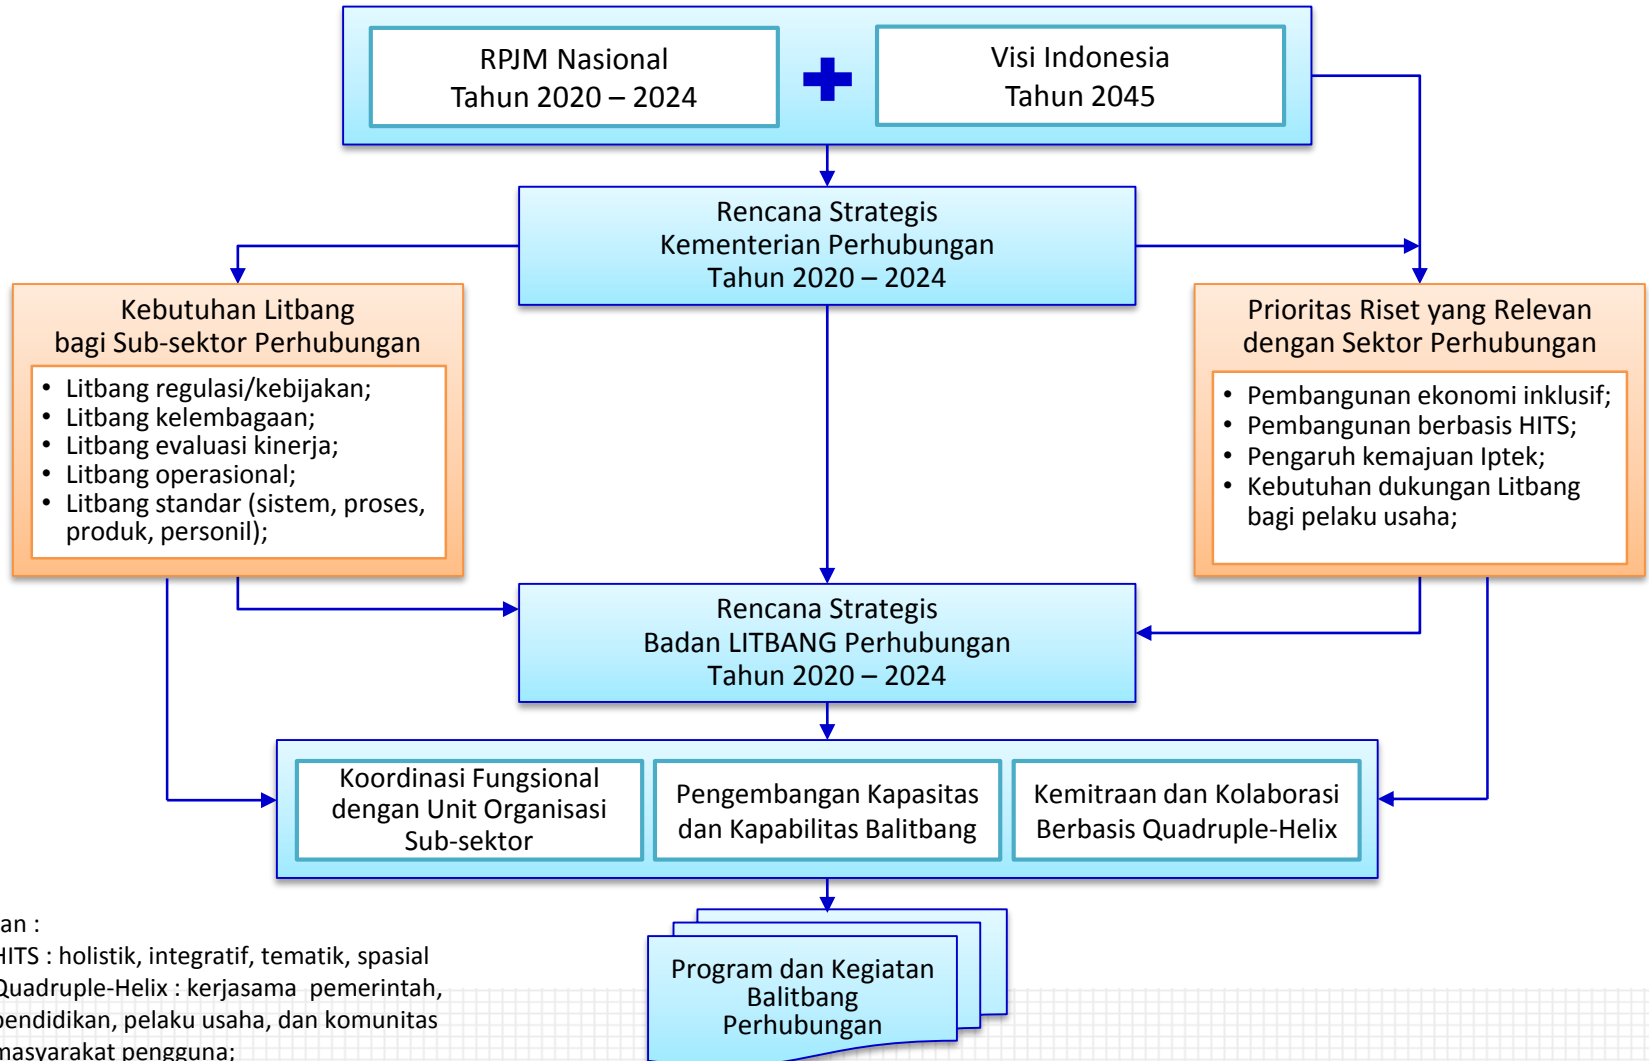 RPJM Nasional
Tahun 2020 – 2024
Visi Indonesia
Tahun 2045
Rencana Strategis
Kementerian Perhubungan
Tahun 2020 – 2024
Kebutuhan Litbang
bagi Sub-sektor Perhubungan
• Litbang regulasi/kebijakan;
• Litbang kelembagaan;
• Litbang evaluasi kinerja;
• Litbang operasional;
• Litbang standar (sistem, proses,
produk, personil);
Prioritas Riset yang Relevan
dengan Sektor Perhubungan
• Pembangunan ekonomi inklusif;
• Pembangunan berbasis HITS;
• Pengaruh kemajuan Iptek;
• Kebutuhan dukungan Litbang
bagi pelaku usaha;
Rencana Strategis
Badan LITBANG Perhubungan
Tahun 2020 – 2024
Koordinasi Fungsional
dengan Unit Organisasi
Sub-sektor
Pengembangan Kapasitas
dan Kapabilitas Balitbang
Kemitraan dan Kolaborasi
Berbasis Quadruple-Helix
Program dan Kegiatan
Balitbang
Perhubungan
:
HITS : holistik, integratif, tematik, spasial
Quadruple-Helix : kerjasama pemerintah,
pendidikan, pelaku usaha, dan komunitas
masyarakat pengguna;